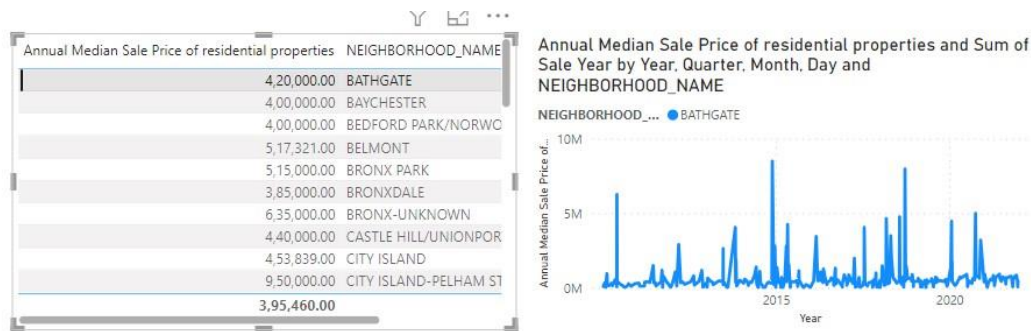 Annual Median Sale Price of residential properties NEIGHBORHOOD_NAME
4,20,000.00 BATHGATE
4,00,000.00 BAYCHESTER
4,00,000.00 BEDFORD PARK/NORWO
5,17,321.00 BELMONT
5,15,000.00 BRONX PARK
3,85,000.00 BRONXDALE
6,35,000.00 BRONX-UNKNOWN
4,40,000.00 CASTLE HILL/UNIONPOR
4,53,839.00 CITY ISLAND
9,50,000.00 CITY ISLAND-PELHAM ST
3,95,460.00
Annual Median Sale Price of residential properties and Sum of
Sale Year by Year, Quarter, Month, Day and
NEIGHBORHOOD_NAME
NEIGHBORHOOD_... BATHGATE
Annual Median Sale Price of...
10M
5M
0M
2015 2020
Year